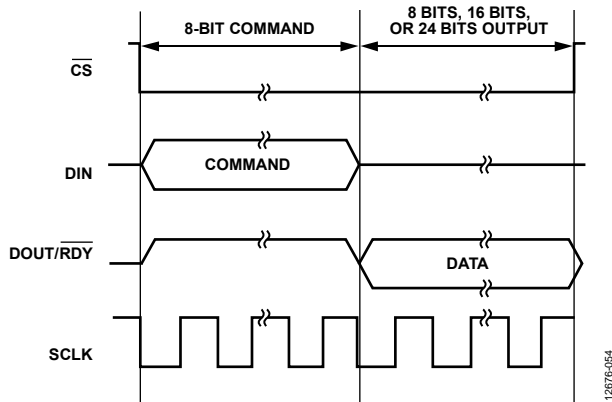 8-BIT COMMAND
8 BITS, 16 BITS,
OR 24 BITS OUTPUT
CS
DIN
COMMAND
DOUT/RDY
DATA
SCLK
12676-054